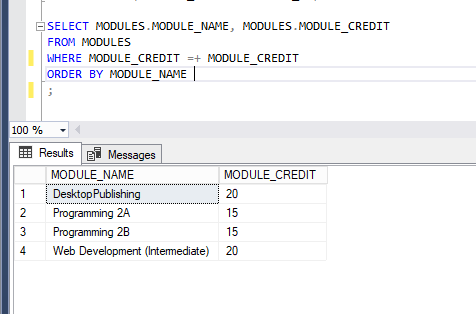 SELECT MODULES.MODULE_NAME, MODULES.MODULE_CREDIT
FROM MODULES
WHERE MODULE_CREDIT =+ MODULE_CREDIT
ORDER BY MODULE_NAME
;
100 %
Results Messages
MODULE_NAME MODULE_CREDIT
1 DesktopPublishing 20
2 Programming 2A 15
3 Programming 2B 15
4 Web Development (Intermediate) 20